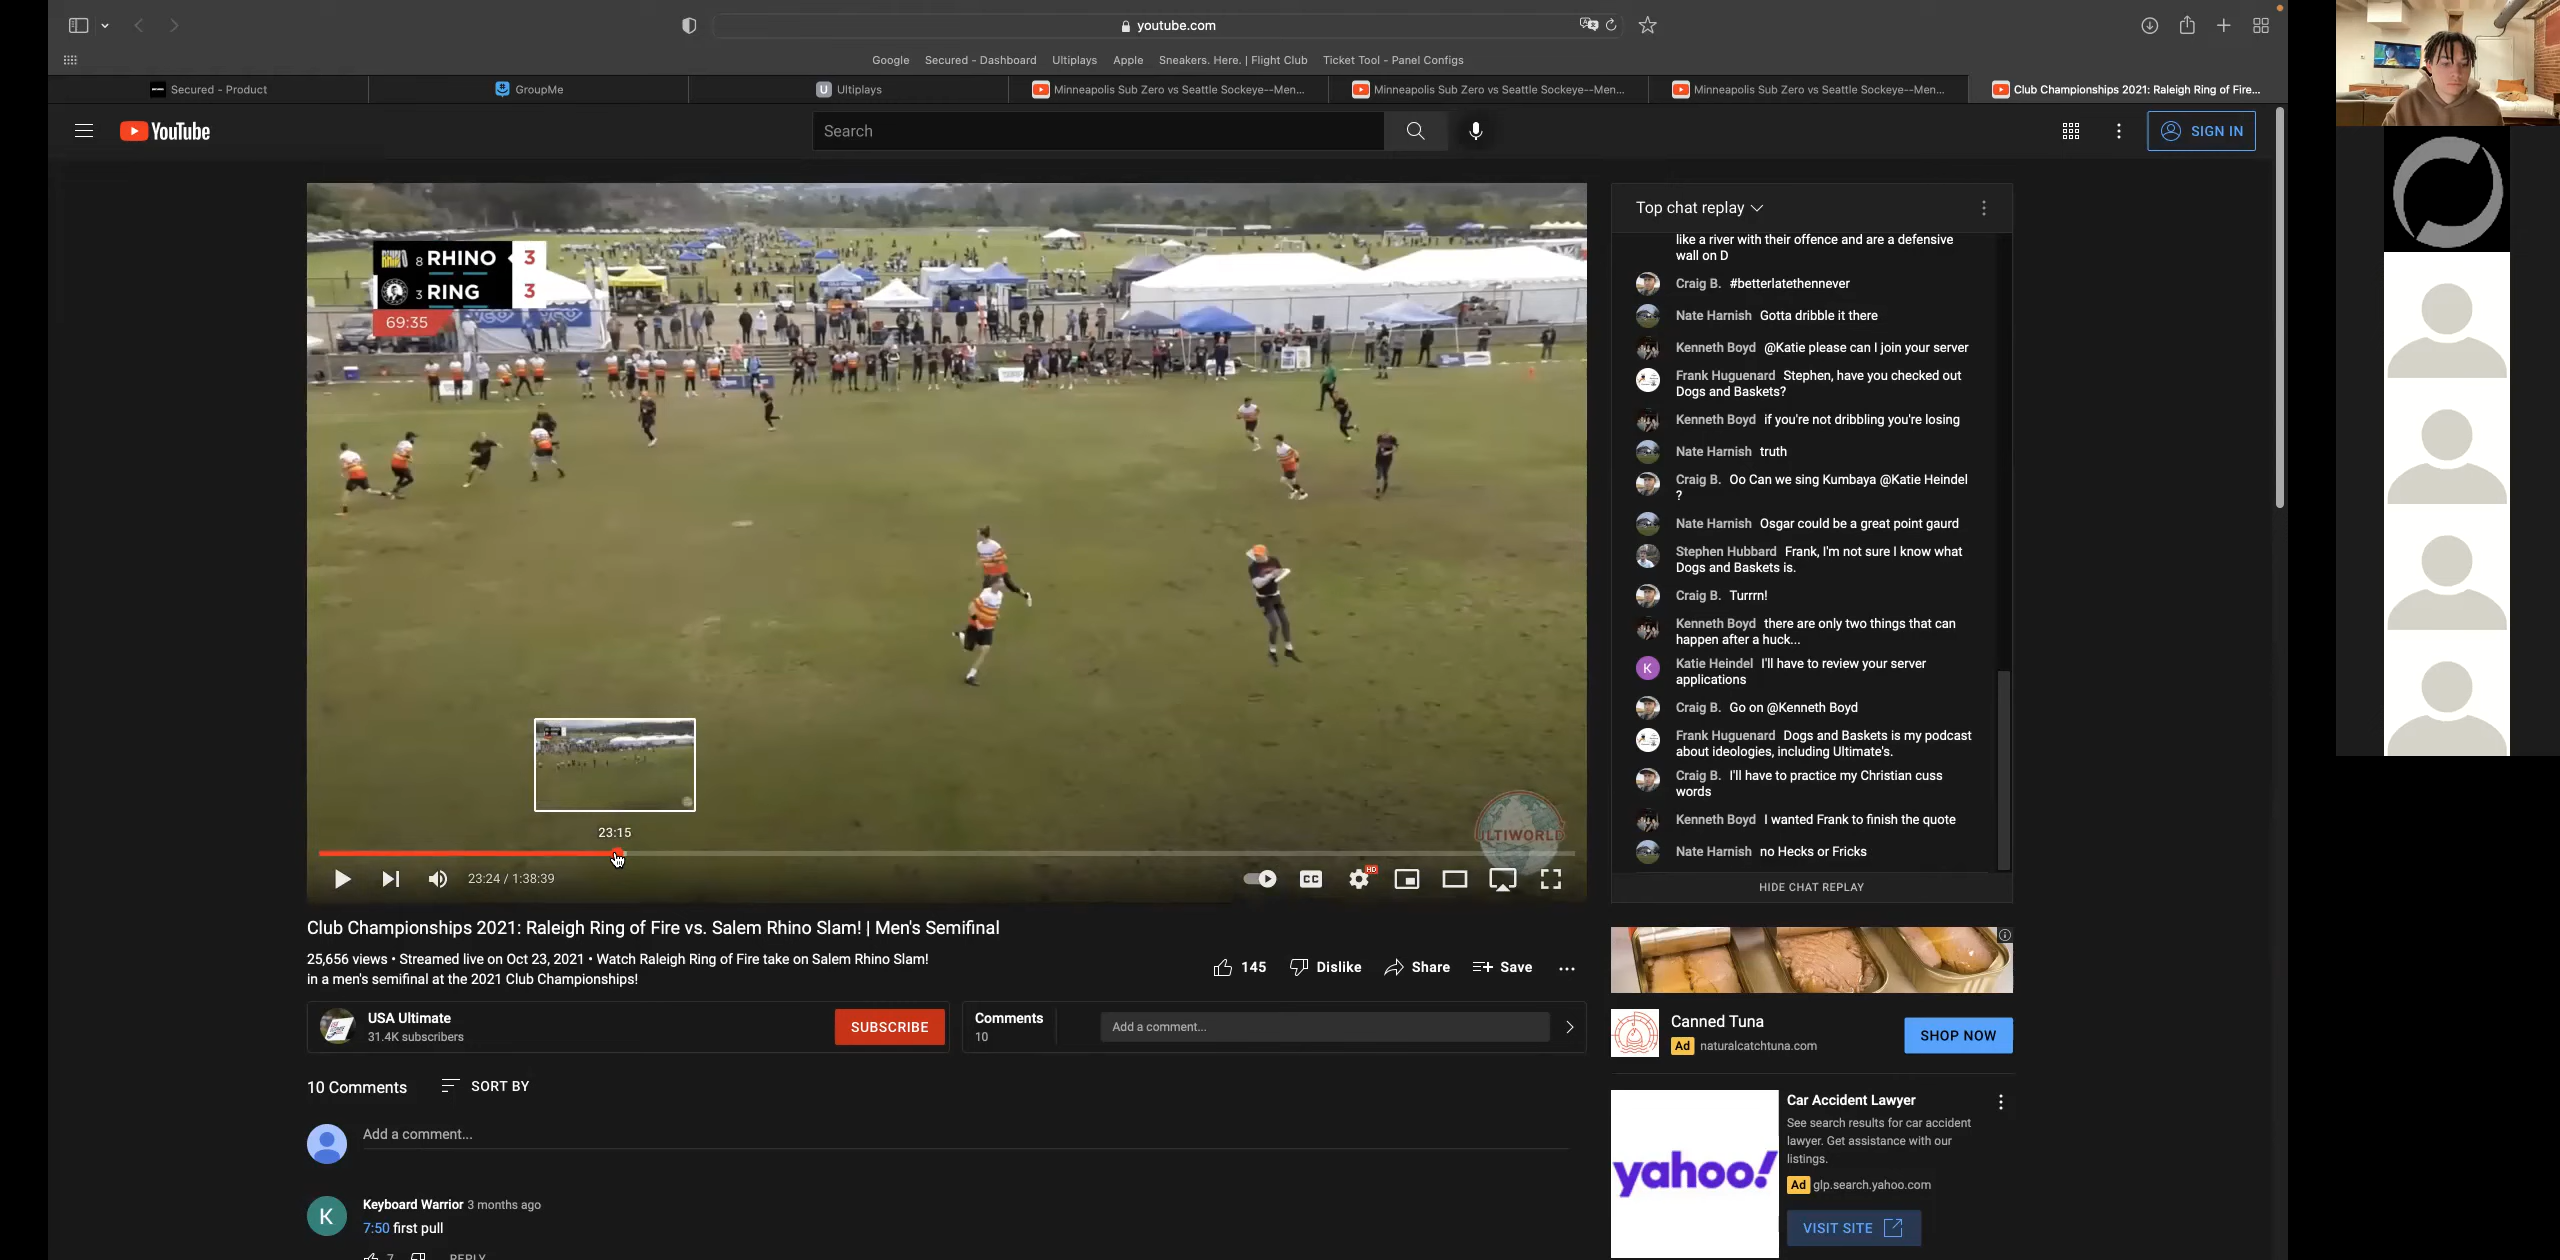 youtube.com
Google Secured - Dashboard Ultiplays Apple Sneakers. Here. | Flight Club Ticket Tool - Panel Configs
Secured - Product
GroupMe
U Ultiplays
Minneapolis Sub Zero vs Seattle Sockeye--Men...
Minneapolis Sub Zero vs Seattle Sockeye--Men...
Minneapolis Sub Zero vs Seattle Sockeye--Men...
Club Championships 2021: Raleigh Ring of Fire...
YouTube
Search
SIGN IN
8 RHINO 3
3 RING 3
69:35
ULTIWORLD
23:15
23:24 / 1:38:39
CC
HD
Top chat replay
like a river with their offence and are a defensive
wall on D
Craig B. #betterlatethennever
Nate Harnish Gotta dribble it there
Kenneth Boyd @Katie please can I join your server
Frank Huguenard Stephen, have you checked out
Dogs and Baskets?
Kenneth Boyd if you're not dribbling you're losing
Nate Harnish truth
Craig B. Oo Can we sing Kumbaya @Katie Heindel
?
Nate Harnish Osgar could be a great point gaurd
Stephen Hubbard Frank, I'm not sure I know what
Dogs and Baskets is.
Craig B. Turrrn!
Kenneth Boyd there are only two things that can
happen after a huck...
K Katie Heindel I'll have to review your server
applications
Craig B. Go on @Kenneth Boyd
Frank Huguenard Dogs and Baskets is my podcast
about ideologies, including Ultimate's.
Craig B. I'll have to practice my Christian cuss
words
Kenneth Boyd I wanted Frank to finish the quote
Nate Harnish no Hecks or Fricks
HIDE CHAT REPLAY
Club Championships 2021: Raleigh Ring of Fire vs. Salem Rhino Slam! | Men's Semifinal
25,656 views • Streamed live on Oct 23, 2021 • Watch Raleigh Ring of Fire take on Salem Rhino Slam!
in a men's semifinal at the 2021 Club Championships!
145 Dislike Share Save
USA Ultimate
31.4K subscribers
SUBSCRIBE
Comments
10
Add a comment...
10 Comments SORT BY
Add a comment...
K
Keyboard Warrior 3 months ago
7:50 first pull
7 REPLY
Canned Tuna
Ad naturalcatchtuna.com
SHOP NOW
yahoo!
Car Accident Lawyer
See search results for car accident
lawyer. Get assistance with our
listings.
Ad glp.search.yahoo.com
VISIT SITE